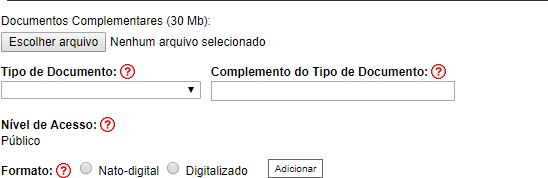 Documentos Complementares (30 Mb):
Escolher arquivo Nenhum arquivo selecionado
Tipo de Documento: ? Complemento do Tipo de Documento: ?
Nível de Acesso: ?
Público
Formato: ? Nato-digital Digitalizado Adicionar